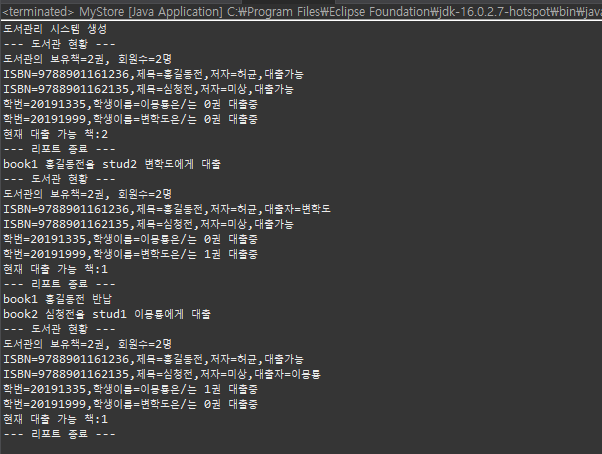 <terminated> MyStore [Java Application] C:₩Program Files₩Eclipse Foundation₩jdk-16.0.2.7-hotspot₩bin₩jav
도서관리 시스템 생성
--- 도서관 현황 ---
도서관의 보유책=2권, 회원수=2명
ISBN=9788901161236,제목=홍길동전,저자=허균,대출가능
ISBN=9788901162135,제목=심청전,저자=미상,대출가능
학번=20191335,학생이름=이몽룡은/는 0권 대출중
학번=20191999,학생이름=변학도은/는 0권 대출중
현재 대출 가능 책:2
--- 리포트 종료 ---
book1 홍길동전을 stud2 변학도에게 대출
--- 도서관 현황 ---
도서관의 보유책=2권, 회원수=2명
ISBN=9788901161236,제목=홍길동전,저자=허균,대출자=변학도
ISBN=9788901162135,제목=심청전,저자=미상,대출가능
학번=20191335,학생이름=이몽룡은/는 0권 대출중
학번=20191999,학생이름=변학도은/는 1권 대출중
현재 대출 가능 책:1
--- 리포트 종료 ---
book1 홍길동전 반납
book2 심청전을 stud1 이몽룡에게 대출
--- 도서관 현황 ---
도서관의 보유책=2권, 회원수=2명
ISBN=9788901161236,제목=홍길동전,저자=허균,대출가능
ISBN=9788901162135,제목=심청전,저자=미상,대출자=이몽룡
학번=20191335,학생이름=이몽룡은/는 1권 대출중
학번=20191999,학생이름=변학도은/는 0권 대출중
현재 대출 가능 책:1
--- 리포트 종료 ---